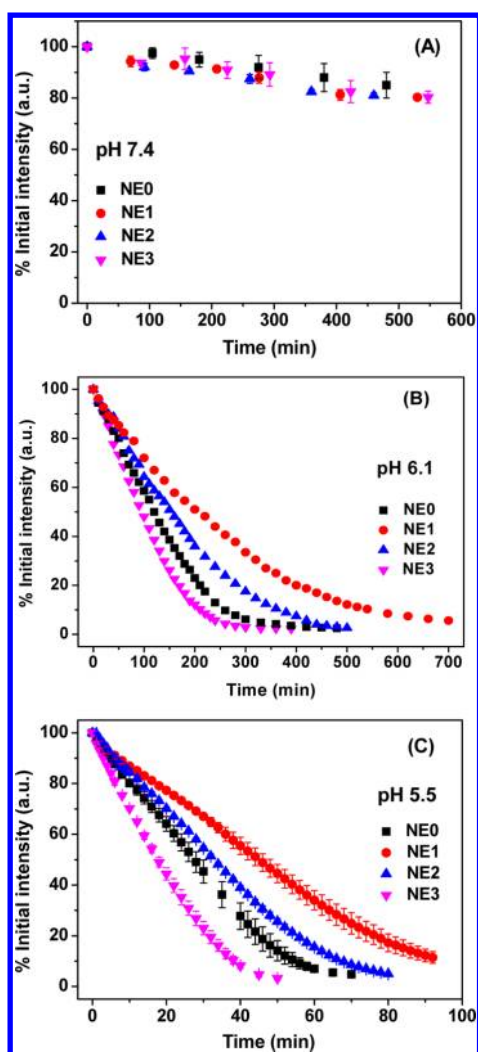 (A)
100
80
60
40
20
0
% Initial intensity (a.u.)
pH 7.4
NE0
NE1
NE2
NE3
0 100 200 300 400 500 600
Time (min)
(B)
100
80
60
40
20
0
% Initial intensity (a.u.)
pH 6.1
NE0
NE1
NE2
NE3
0 100 200 300 400 500 600 700
Time (min)
(C)
100
80
60
40
20
0
% Initial intensity (a.u.)
pH 5.5
NE0
NE1
NE2
NE3
0 20 40 60 80 100
Time (min)